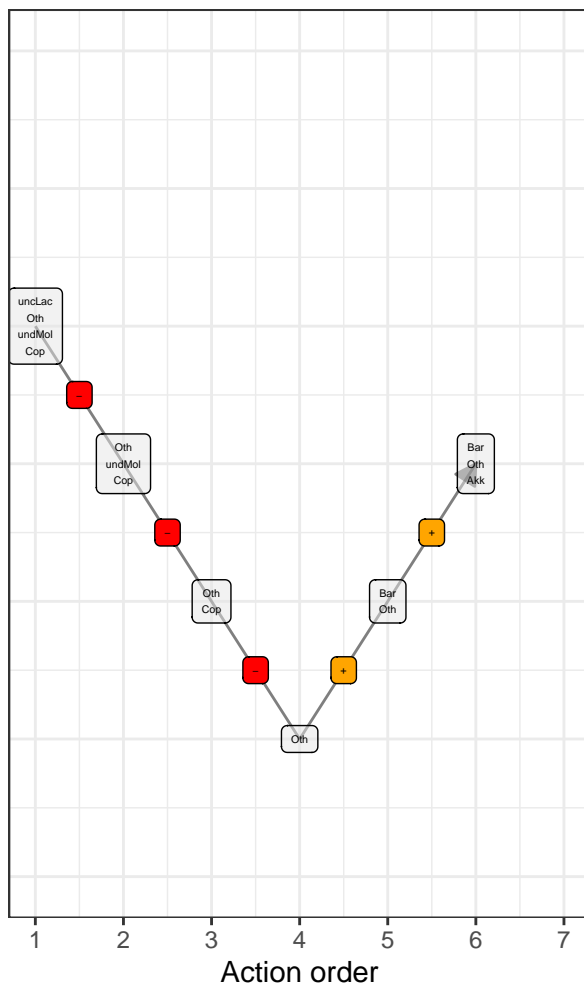 uncLac
Oth
undMol
Cop
–
Oth
undMol
Cop
–
Oth
Cop
–
Oth
+
Bar
Oth
+
Bar
Oth
Akk
1 2 3 4 5 6 7
Action order